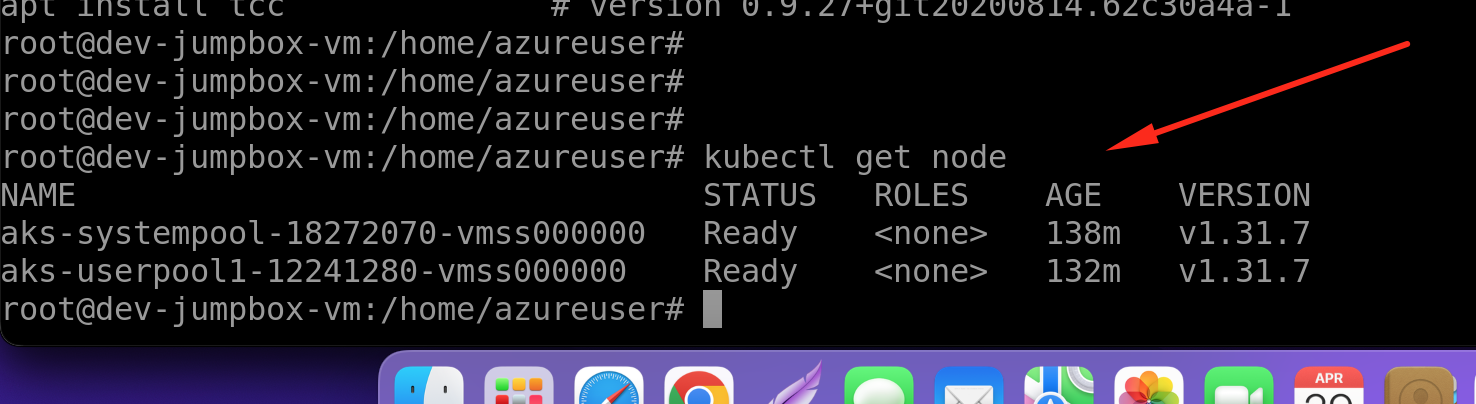 apt install tcc # version 0.9.27+git20200814.62c30a4a-1
root@dev-jumpbox-vm:/home/azureuser#
root@dev-jumpbox-vm:/home/azureuser#
root@dev-jumpbox-vm:/home/azureuser#
root@dev-jumpbox-vm:/home/azureuser# kubectl get node
NAME STATUS ROLES AGE VERSION
aks-systempool-18272070-vmss000000 Ready <none> 138m v1.31.7
aks-userpool1-12241280-vmss000000 Ready <none> 132m v1.31.7
root@dev-jumpbox-vm:/home/azureuser#
APR